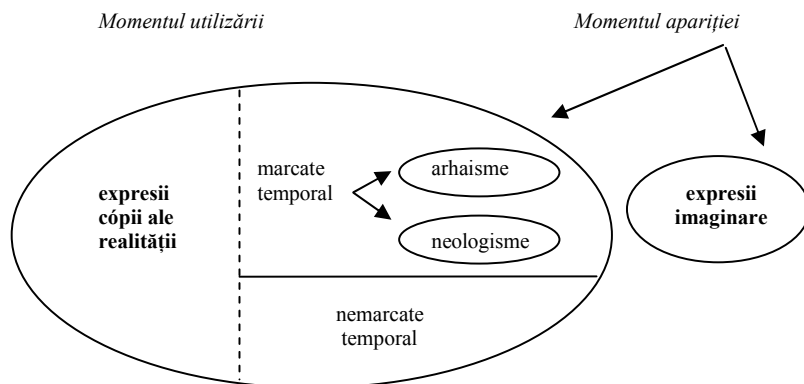 Momentul utilizării
Momentul apariției
marcate
temporal
arhaisme
neologisme
expresii
cópii ale
realității
expresii
imaginare
nemarcate
temporal